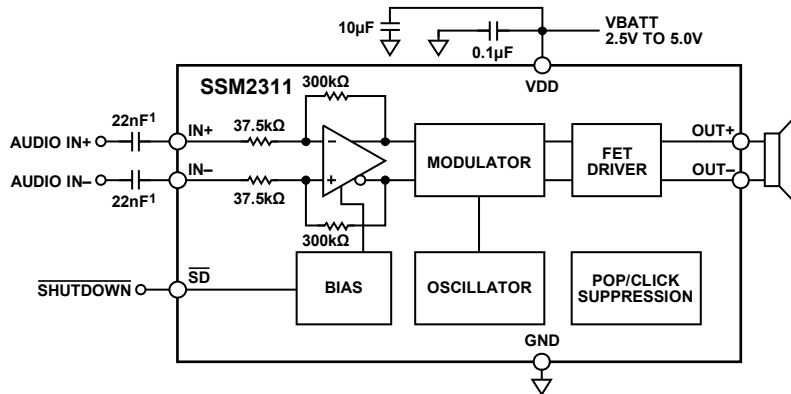 10µF
0.1µF
VBATT
2.5V TO 5.0V
VDD
SSM2311
300kΩ
22nF1
AUDIO IN+
IN+
37.5kΩ
–
MODULATOR
FET
DRIVER
OUT+
AUDIO IN–
IN–
22nF1
37.5kΩ
+
OUT–
300kΩ
SHUTDOWN
SD
BIAS
OSCILLATOR
POP/CLICK
SUPPRESSION
GND